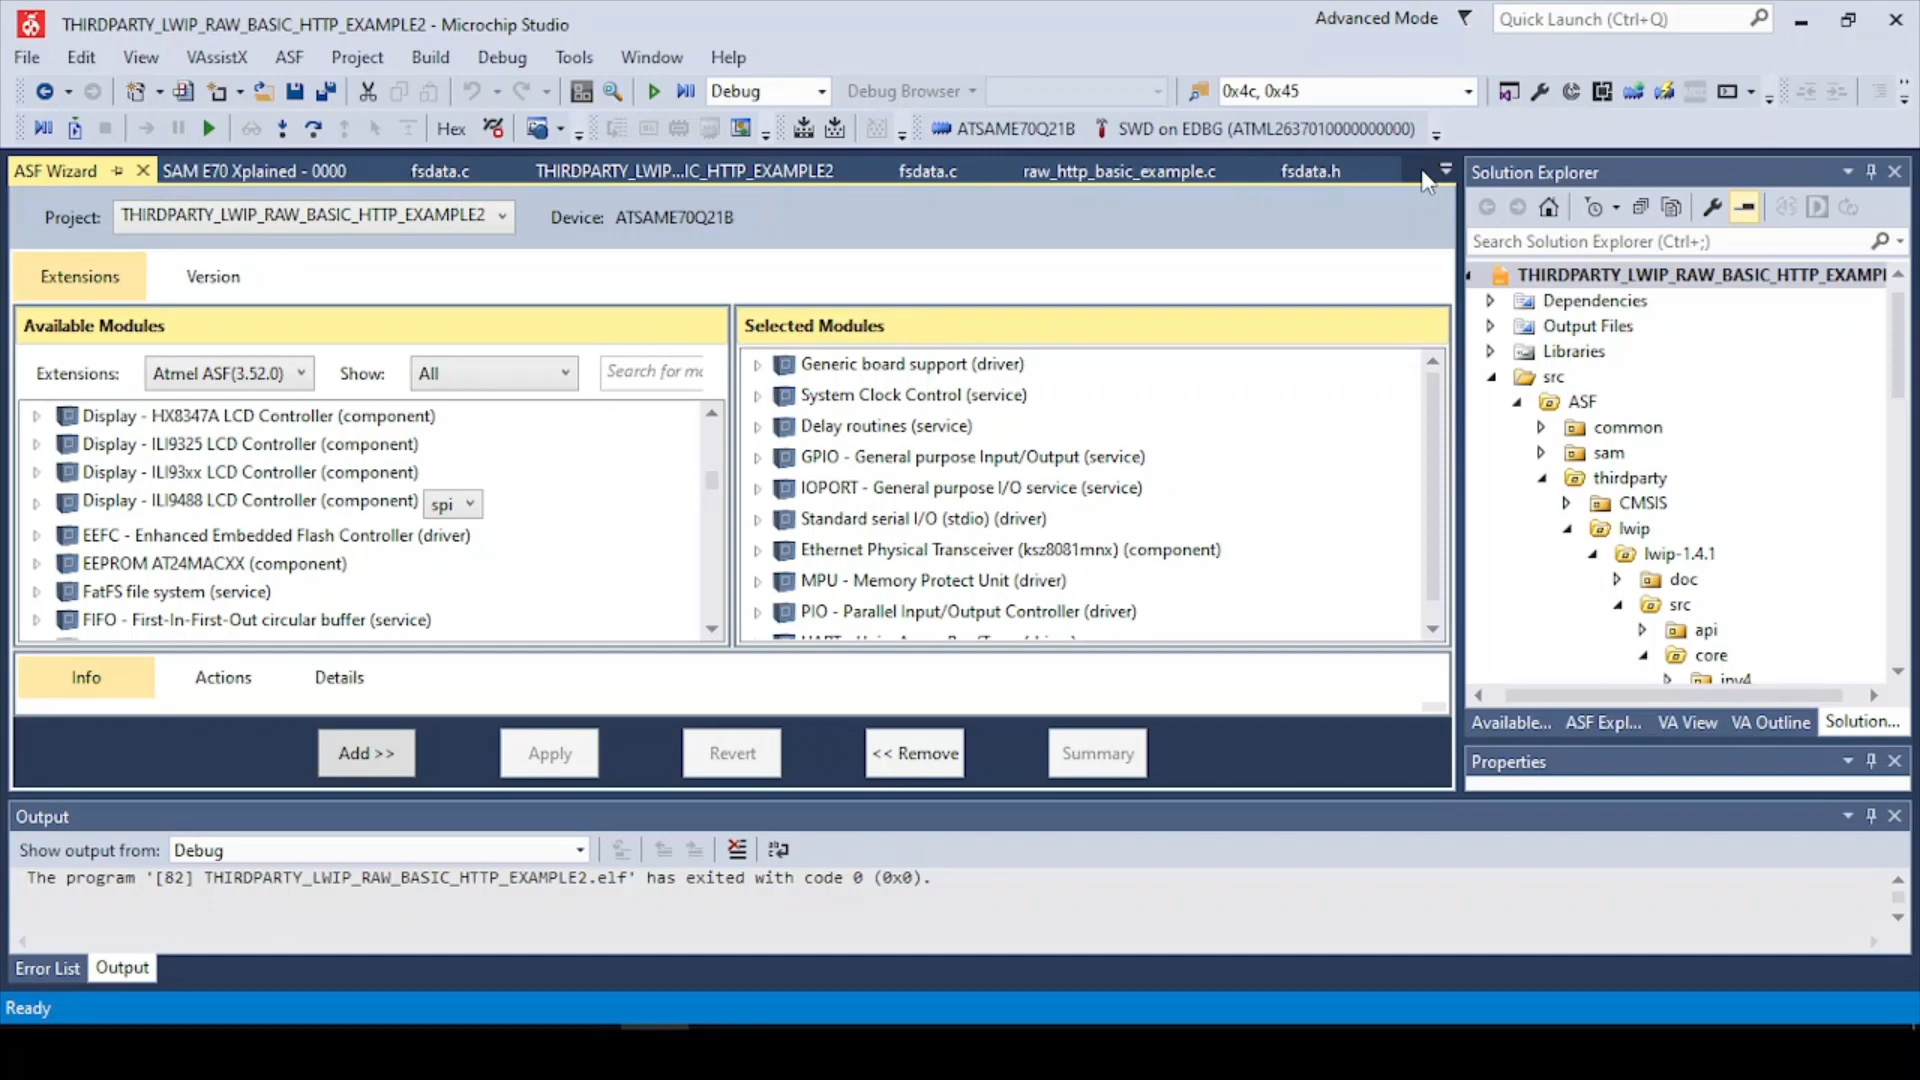 THIRDPARTY_LWIP_RAW_BASIC_HTTP_EXAMPLE2 - Microchip Studio
Advanced Mode
Quick Launch (Ctrl+Q)
File Edit View VAssistX ASF Project Build Debug Tools Window Help
Debug Debug Browser 0x4c, 0x45
Hex ATSAME70Q21B SWD on EDBG (ATML2637010000000000)
ASF Wizard SAM E70 Xplained - 0000 fsdata.c THIRDPARTY_LWIP...IC_HTTP_EXAMPLE2 fsdata.c raw_http_basic_example.c fsdata.h
Project: THIRDPARTY_LWIP_RAW_BASIC_HTTP_EXAMPLE2 Device: ATSAME70Q21B
Extensions Version
Available Modules
Extensions: Atmel ASF(3.52.0) Show: All Search for mo
Display - HX8347A LCD Controller (component)
Display - ILI9325 LCD Controller (component)
Display - ILI93xx LCD Controller (component)
Display - ILI9488 LCD Controller (component) spi
EEFC - Enhanced Embedded Flash Controller (driver)
EEPROM AT24MACXX (component)
FatFS file system (service)
FIFO - First-In-First-Out circular buffer (service)
Selected Modules
Generic board support (driver)
System Clock Control (service)
Delay routines (service)
GPIO - General purpose Input/Output (service)
IOPORT - General purpose I/O service (service)
Standard serial I/O (stdio) (driver)
Ethernet Physical Transceiver (ksz8081mnx) (component)
MPU - Memory Protect Unit (driver)
PIO - Parallel Input/Output Controller (driver)
Info Actions Details
Add >> Apply Revert << Remove Summary
Solution Explorer
Search Solution Explorer (Ctrl+;)
THIRDPARTY_LWIP_RAW_BASIC_HTTP_EXAMPL
Dependencies
Output Files
Libraries
src
ASF
common
sam
thirdparty
CMSIS
lwip
lwip-1.4.1
doc
src
api
core
ipv4
Available... ASF Expl... VA View VA Outline Solution...
Properties
Output
Show output from: Debug
The program '[82] THIRDPARTY_LWIP_RAW_BASIC_HTTP_EXAMPLE2.elf' has exited with code 0 (0x0).
Error List Output
Ready